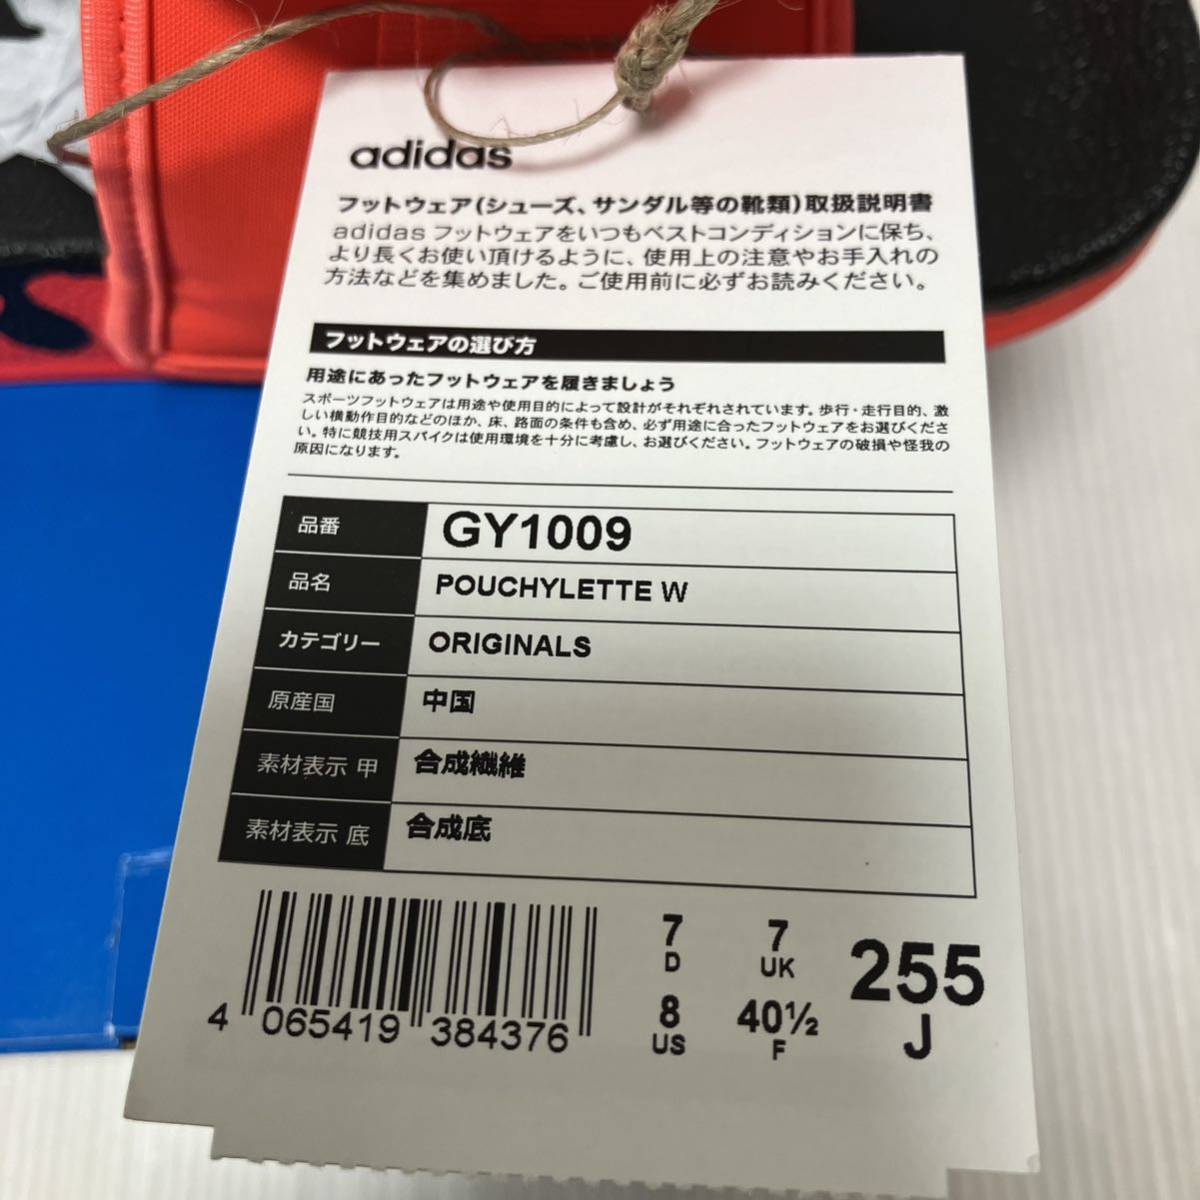 adidas
フットウェア(シューズ、サンダル等の靴類)取扱説明書
adidas フットウェアをいつもベストコンディションに保ち、
より長くお使い頂けるように、使用上の注意やお手入れの
方法などを集めました。ご使用前に必ずお読みください。
フットウェアの選び方
用途にあったフットウェアを履きましょう
スポーツフットウェアは用途や使用目的によって設計がそれぞれされています。歩行・走行目的、激
しい横動作目的などのほか、床、路面の条件も含め、必ず用途に合ったフットウェアをお選びくださ
い。特に競技用スパイクは使用環境を十分に考慮し、お選びください。フットウェアの破損や怪我の
原因になります。
品番 GY1009
品名 POUCHYLETTE W
カテゴリー ORIGINALS
原産国 中国
素材表示 甲 合成繊維
素材表示 底 合成底
4 065419 384376
7 D
7 UK
8 US
40½ F
255 J